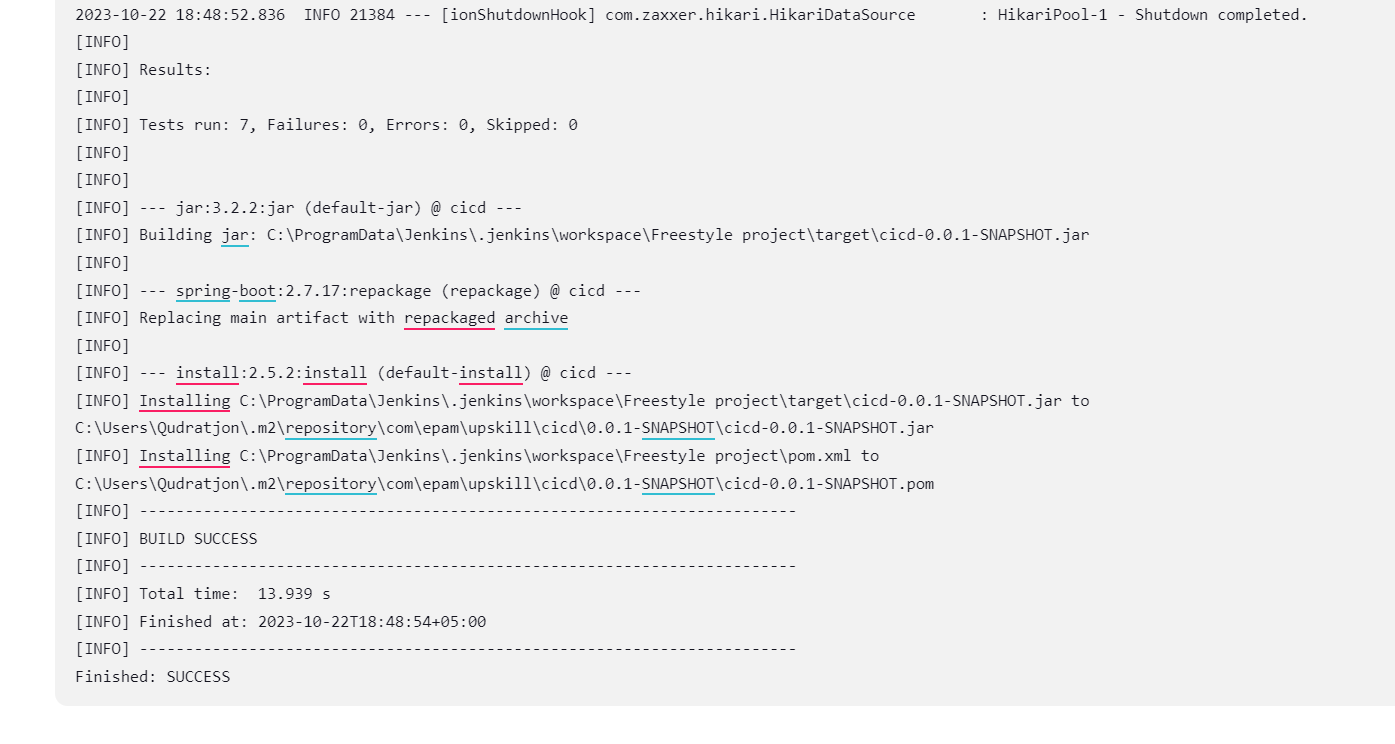 2023-10-22 18:48:52.836  INFO 21384 --- [ionShutdownHook] com.zaxxer.hikari.HikariDataSource       : HikariPool-1 - Shutdown completed.
[INFO]
[INFO] Results:
[INFO]
[INFO] Tests run: 7, Failures: 0, Errors: 0, Skipped: 0
[INFO]
[INFO]
[INFO] --- jar:3.2.2:jar (default-jar) @ cicd ---
[INFO] Building jar: C:\ProgramData\Jenkins\.jenkins\workspace\Freestyle project\target\cicd-0.0.1-SNAPSHOT.jar
[INFO]
[INFO] --- spring-boot:2.7.17:repackage (repackage) @ cicd ---
[INFO] Replacing main artifact with repackaged archive
[INFO]
[INFO] --- install:2.5.2:install (default-install) @ cicd ---
[INFO] Installing C:\ProgramData\Jenkins\.jenkins\workspace\Freestyle project\target\cicd-0.0.1-SNAPSHOT.jar to
C:\Users\Qudratjon\.m2\repository\com\epam\upskill\cicd\0.0.1-SNAPSHOT\cicd-0.0.1-SNAPSHOT.jar
[INFO] Installing C:\ProgramData\Jenkins\.jenkins\workspace\Freestyle project\pom.xml to
C:\Users\Qudratjon\.m2\repository\com\epam\upskill\cicd\0.0.1-SNAPSHOT\cicd-0.0.1-SNAPSHOT.pom
[INFO] ------------------------------------------------------------------------
[INFO] BUILD SUCCESS
[INFO] ------------------------------------------------------------------------
[INFO] Total time:  13.939 s
[INFO] Finished at: 2023-10-22T18:48:54+05:00
[INFO] ------------------------------------------------------------------------
Finished: SUCCESS